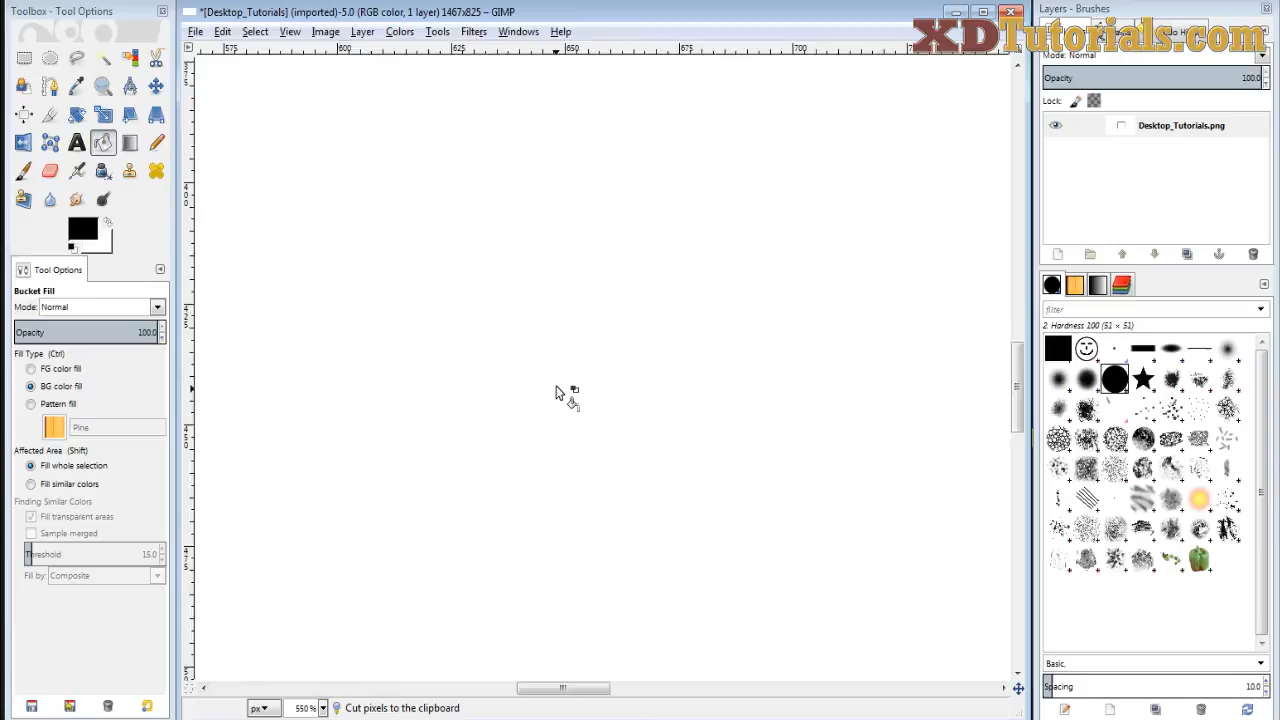 Toolbox - Tool Options
*[Desktop_Tutorials] (imported)-5.0 (RGB color, 1 layer) 1467x825 – GIMP
Layers - Brushes
XDTutorials.com
File Edit Select View Image Layer Colors Tools Filters Windows Help
575 600 625 650 675 700
Mode: Normal
Opacity 100.0
Lock:
Desktop_Tutorials.png
Tool Options
Bucket Fill
Mode: Normal
Opacity 100.0
Fill Type (Ctrl)
FG color fill
BG color fill
Pattern fill
Pine
Affected Area (Shift)
Fill whole selection
Fill similar colors
Finding Similar Colors
Fill transparent areas
Sample merged
Threshold 15.0
Fill by: Composite
filter
2. Hardness 100 (51 × 51)
Basic,
Spacing 10.0
px 550 % Cut pixels to the clipboard
375
400
425
450
475